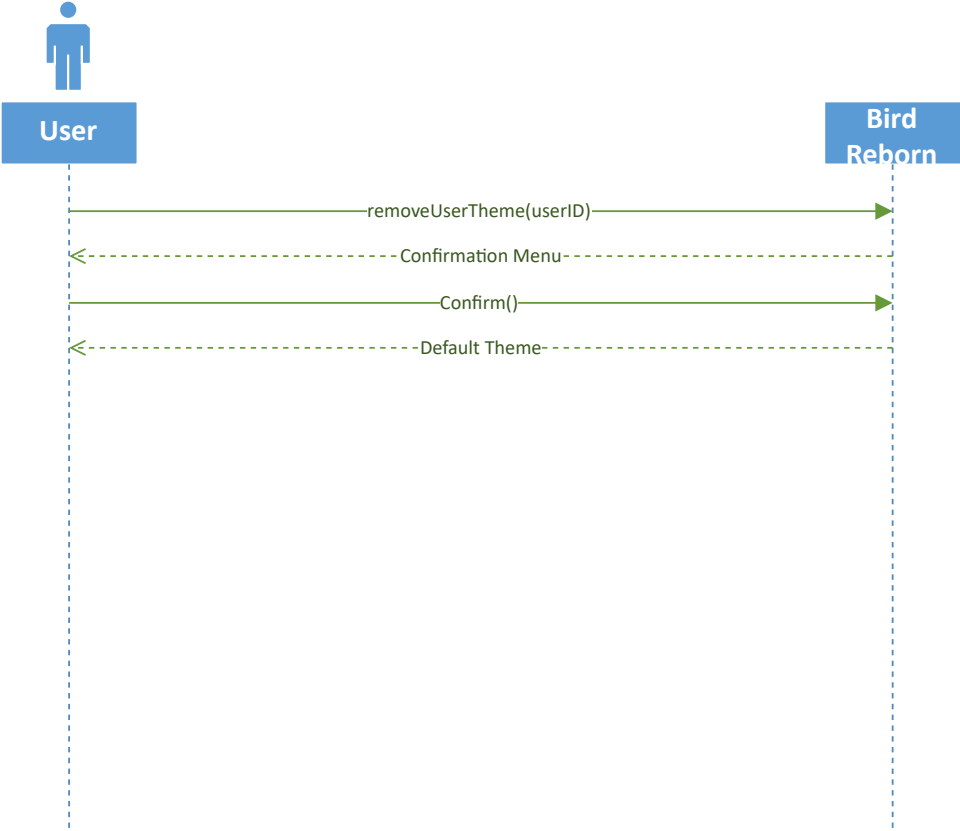 User
Bird
Reborn
removeUserTheme(userID)
Confirmation Menu
Confirm()
Default Theme